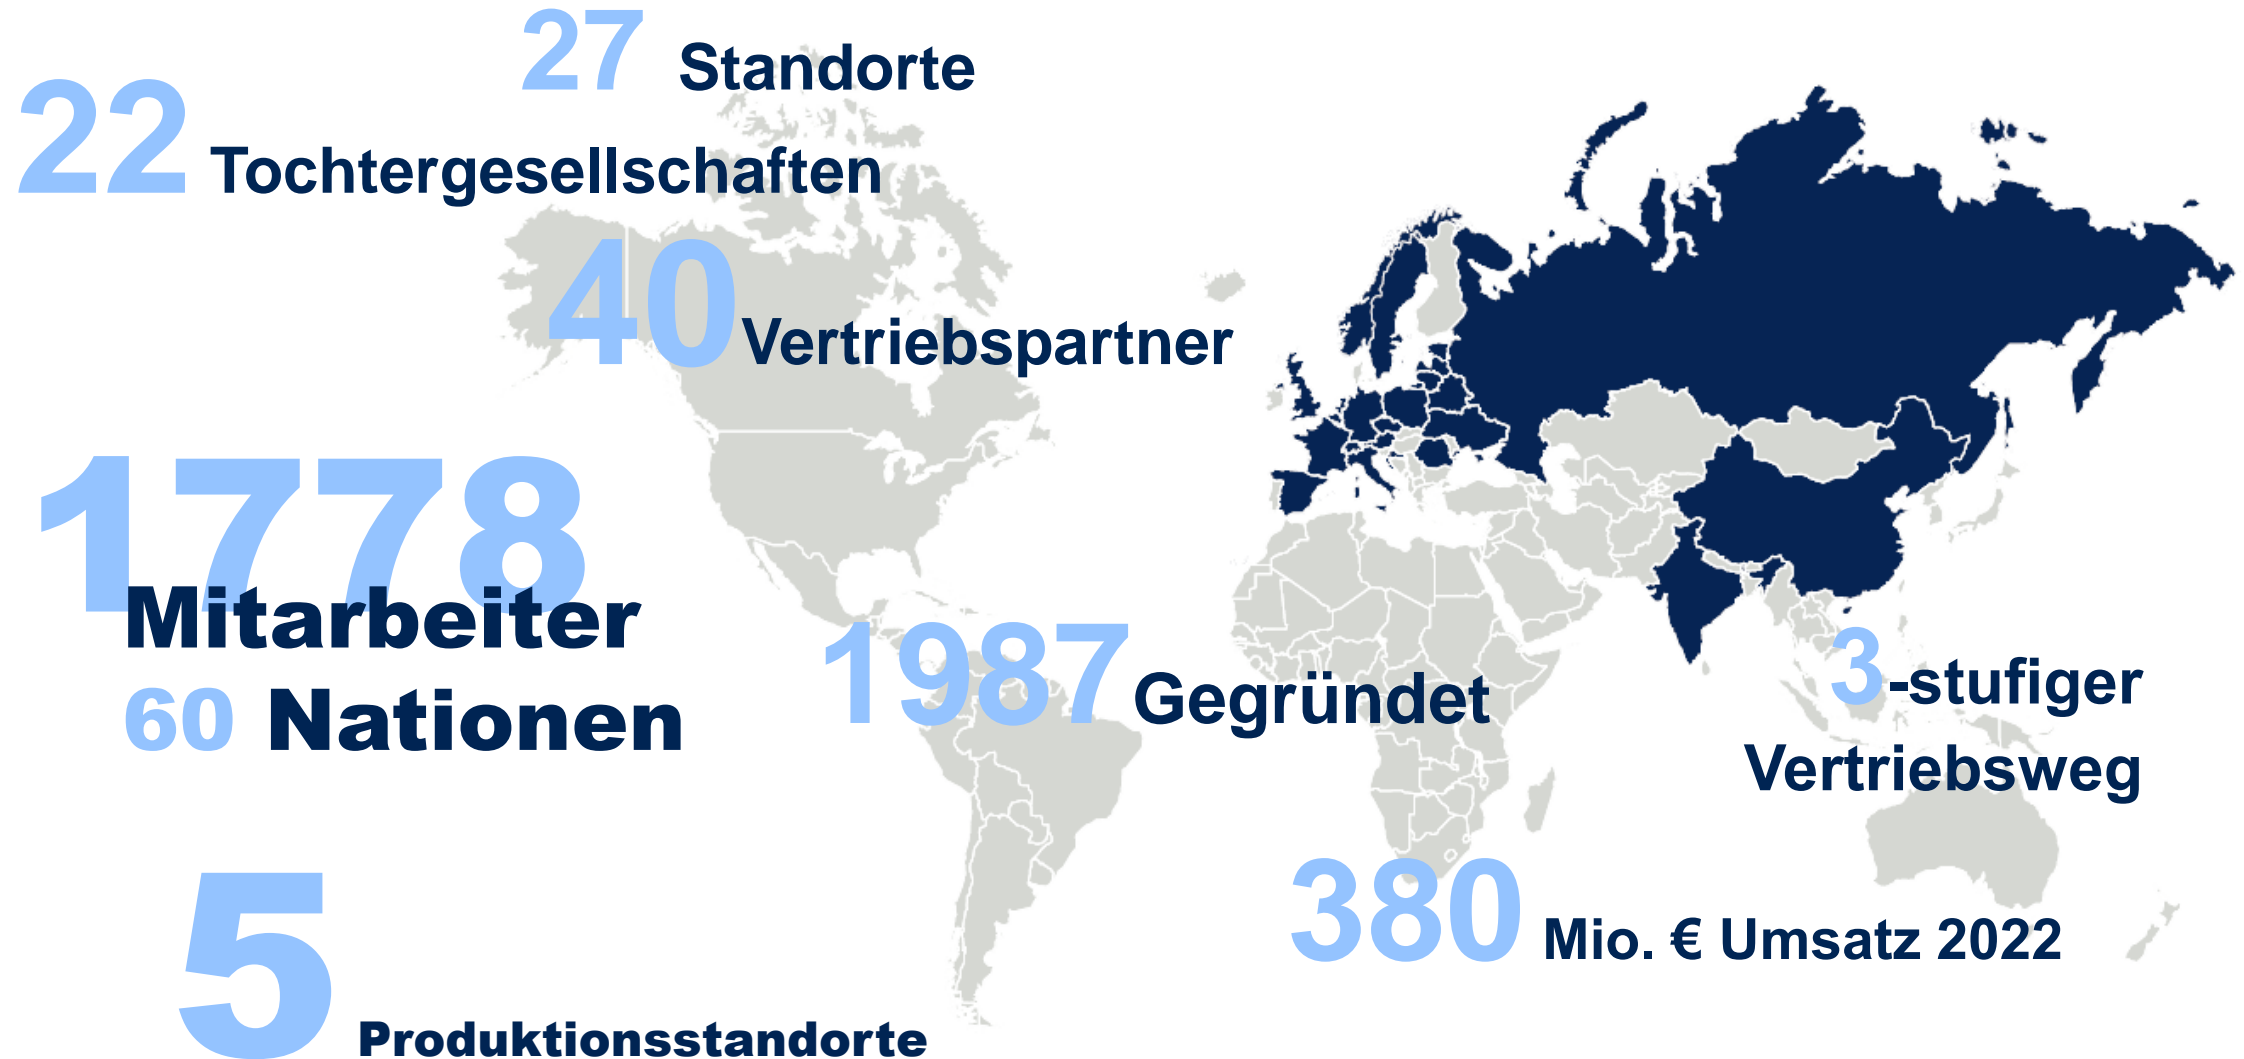 27 Standorte
22 Tochtergesellschaften
40 Vertriebspartner
1778
Mitarbeiter
60 Nationen
1987 Gegründet
3-stufiger
Vertriebsweg
380 Mio. € Umsatz 2022
5 Produktionsstandorte